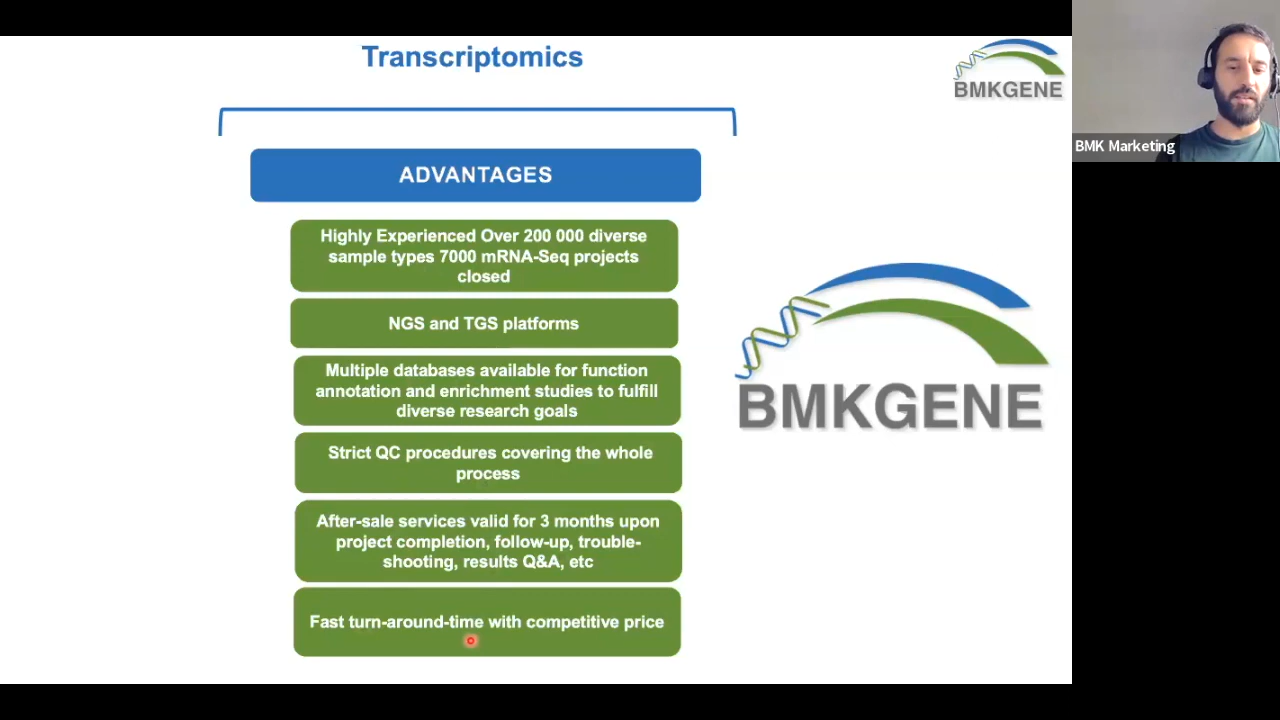 Transcriptomics
BMKGENE
BMK Marketing
ADVANTAGES
Highly Experienced Over 200 000 diverse
sample types 7000 mRNA-Seq projects
closed
NGS and TGS platforms
Multiple databases available for function
annotation and enrichment studies to fulfill
diverse research goals
BMKGENE
Strict QC procedures covering the whole
process
After-sale services valid for 3 months upon
project completion, follow-up, trouble-
shooting, results Q&A, etc
Fast turn-around-time with competitive price